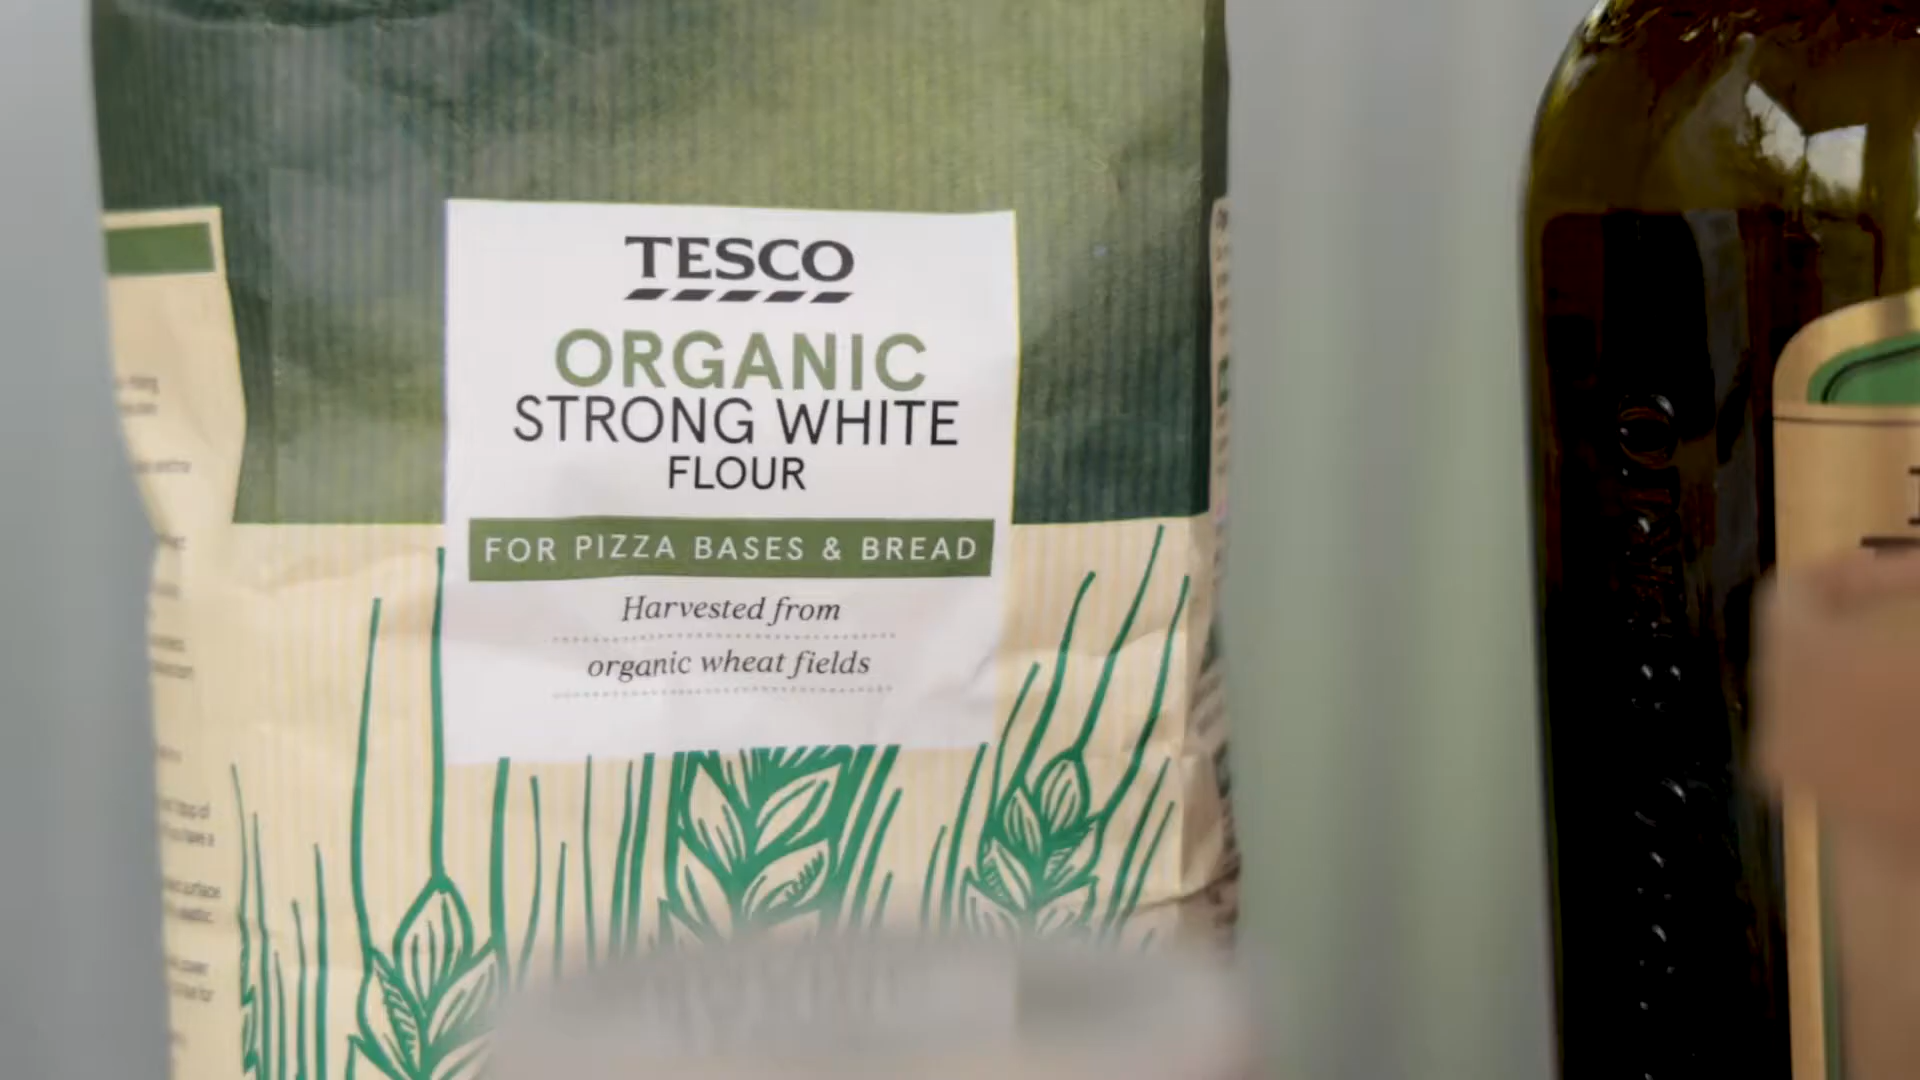 TESCO
ORGANIC
STRONG WHITE
FLOUR
FOR PIZZA BASES & BREAD
Harvested from
organic wheat fields